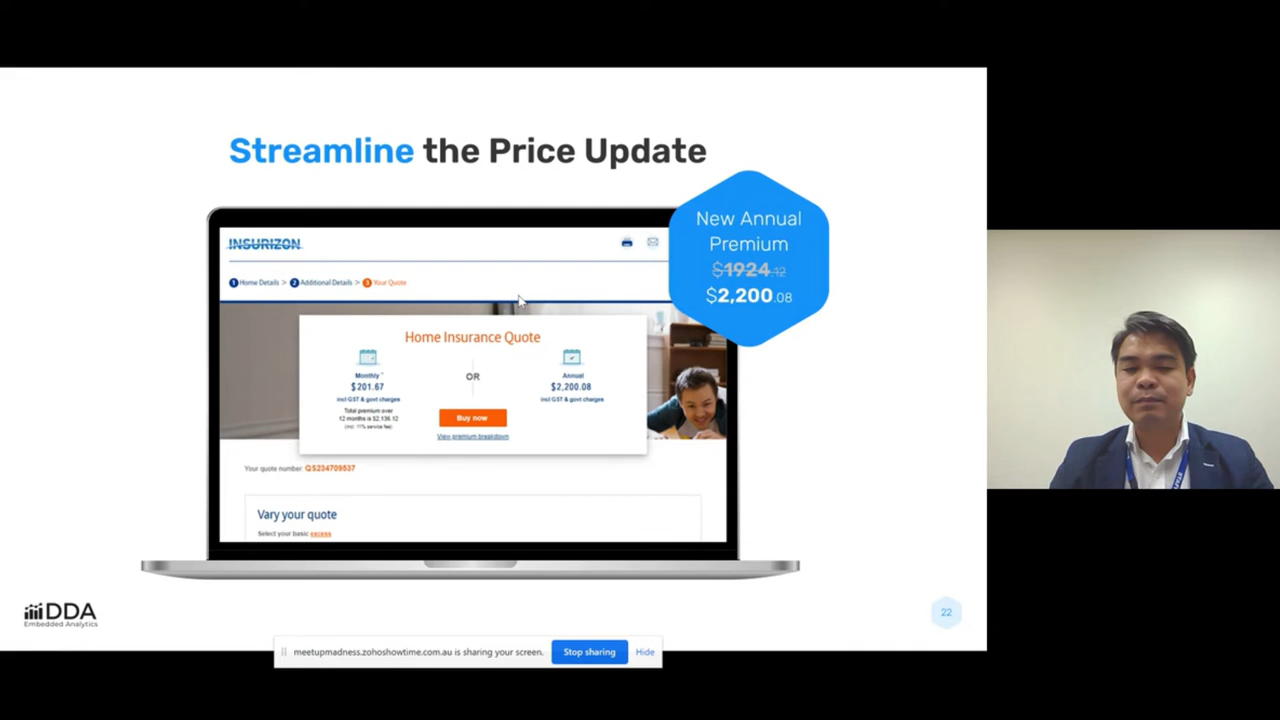 Streamline the Price Update
New Annual
Premium
$1924.12
$2,200.08
INSURIZON
1 Home Details > 2 Additional Details > 3 Your Quote
Home Insurance Quote
Monthly ^
$201.67
incl GST & govt charges
Total premium over
12 months is $2,136.12
(inc. 11% service fee)
OR
Buy now
View premium breakdown
Annual
$2,200.08
incl GST & govt charges
Your quote number: QS234709537
Vary your quote
Select your basic excess
DDA
Embedded Analytics
22
meetupmadness.zohoshowtime.com.au is sharing your screen.
Stop sharing
Hide